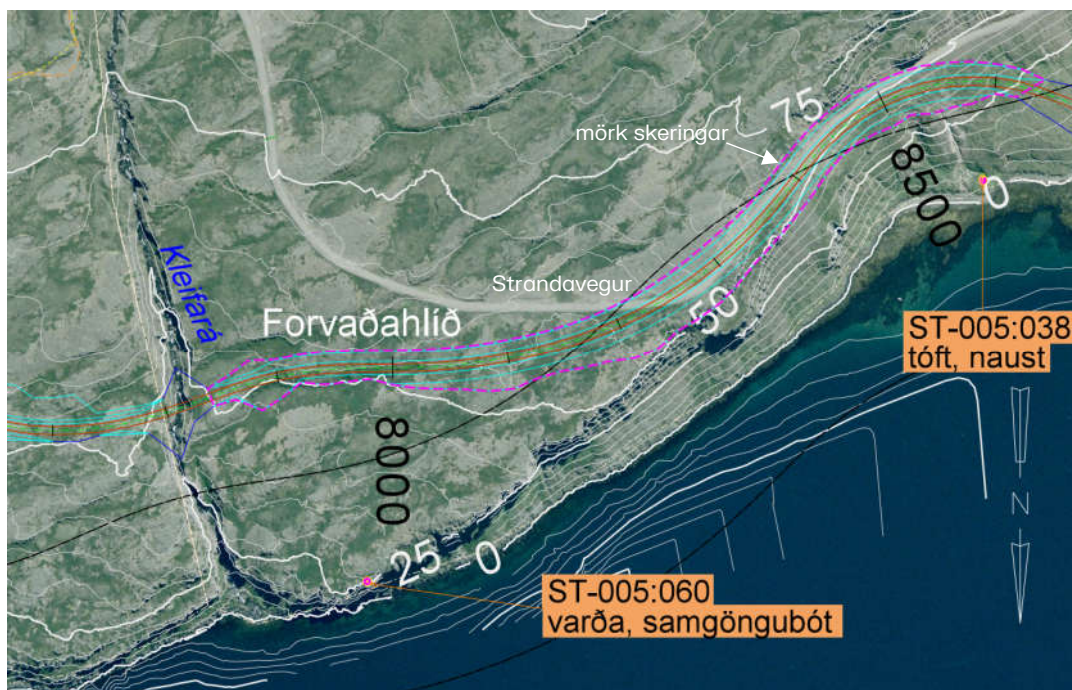 75
mörk skeringar
8500
0
Kleifará
Strandavegur
Forvaðahlíð
50
ST-005:038
tóft, naust
8000
N
25
0
ST-005:060
varða, samgöngubót